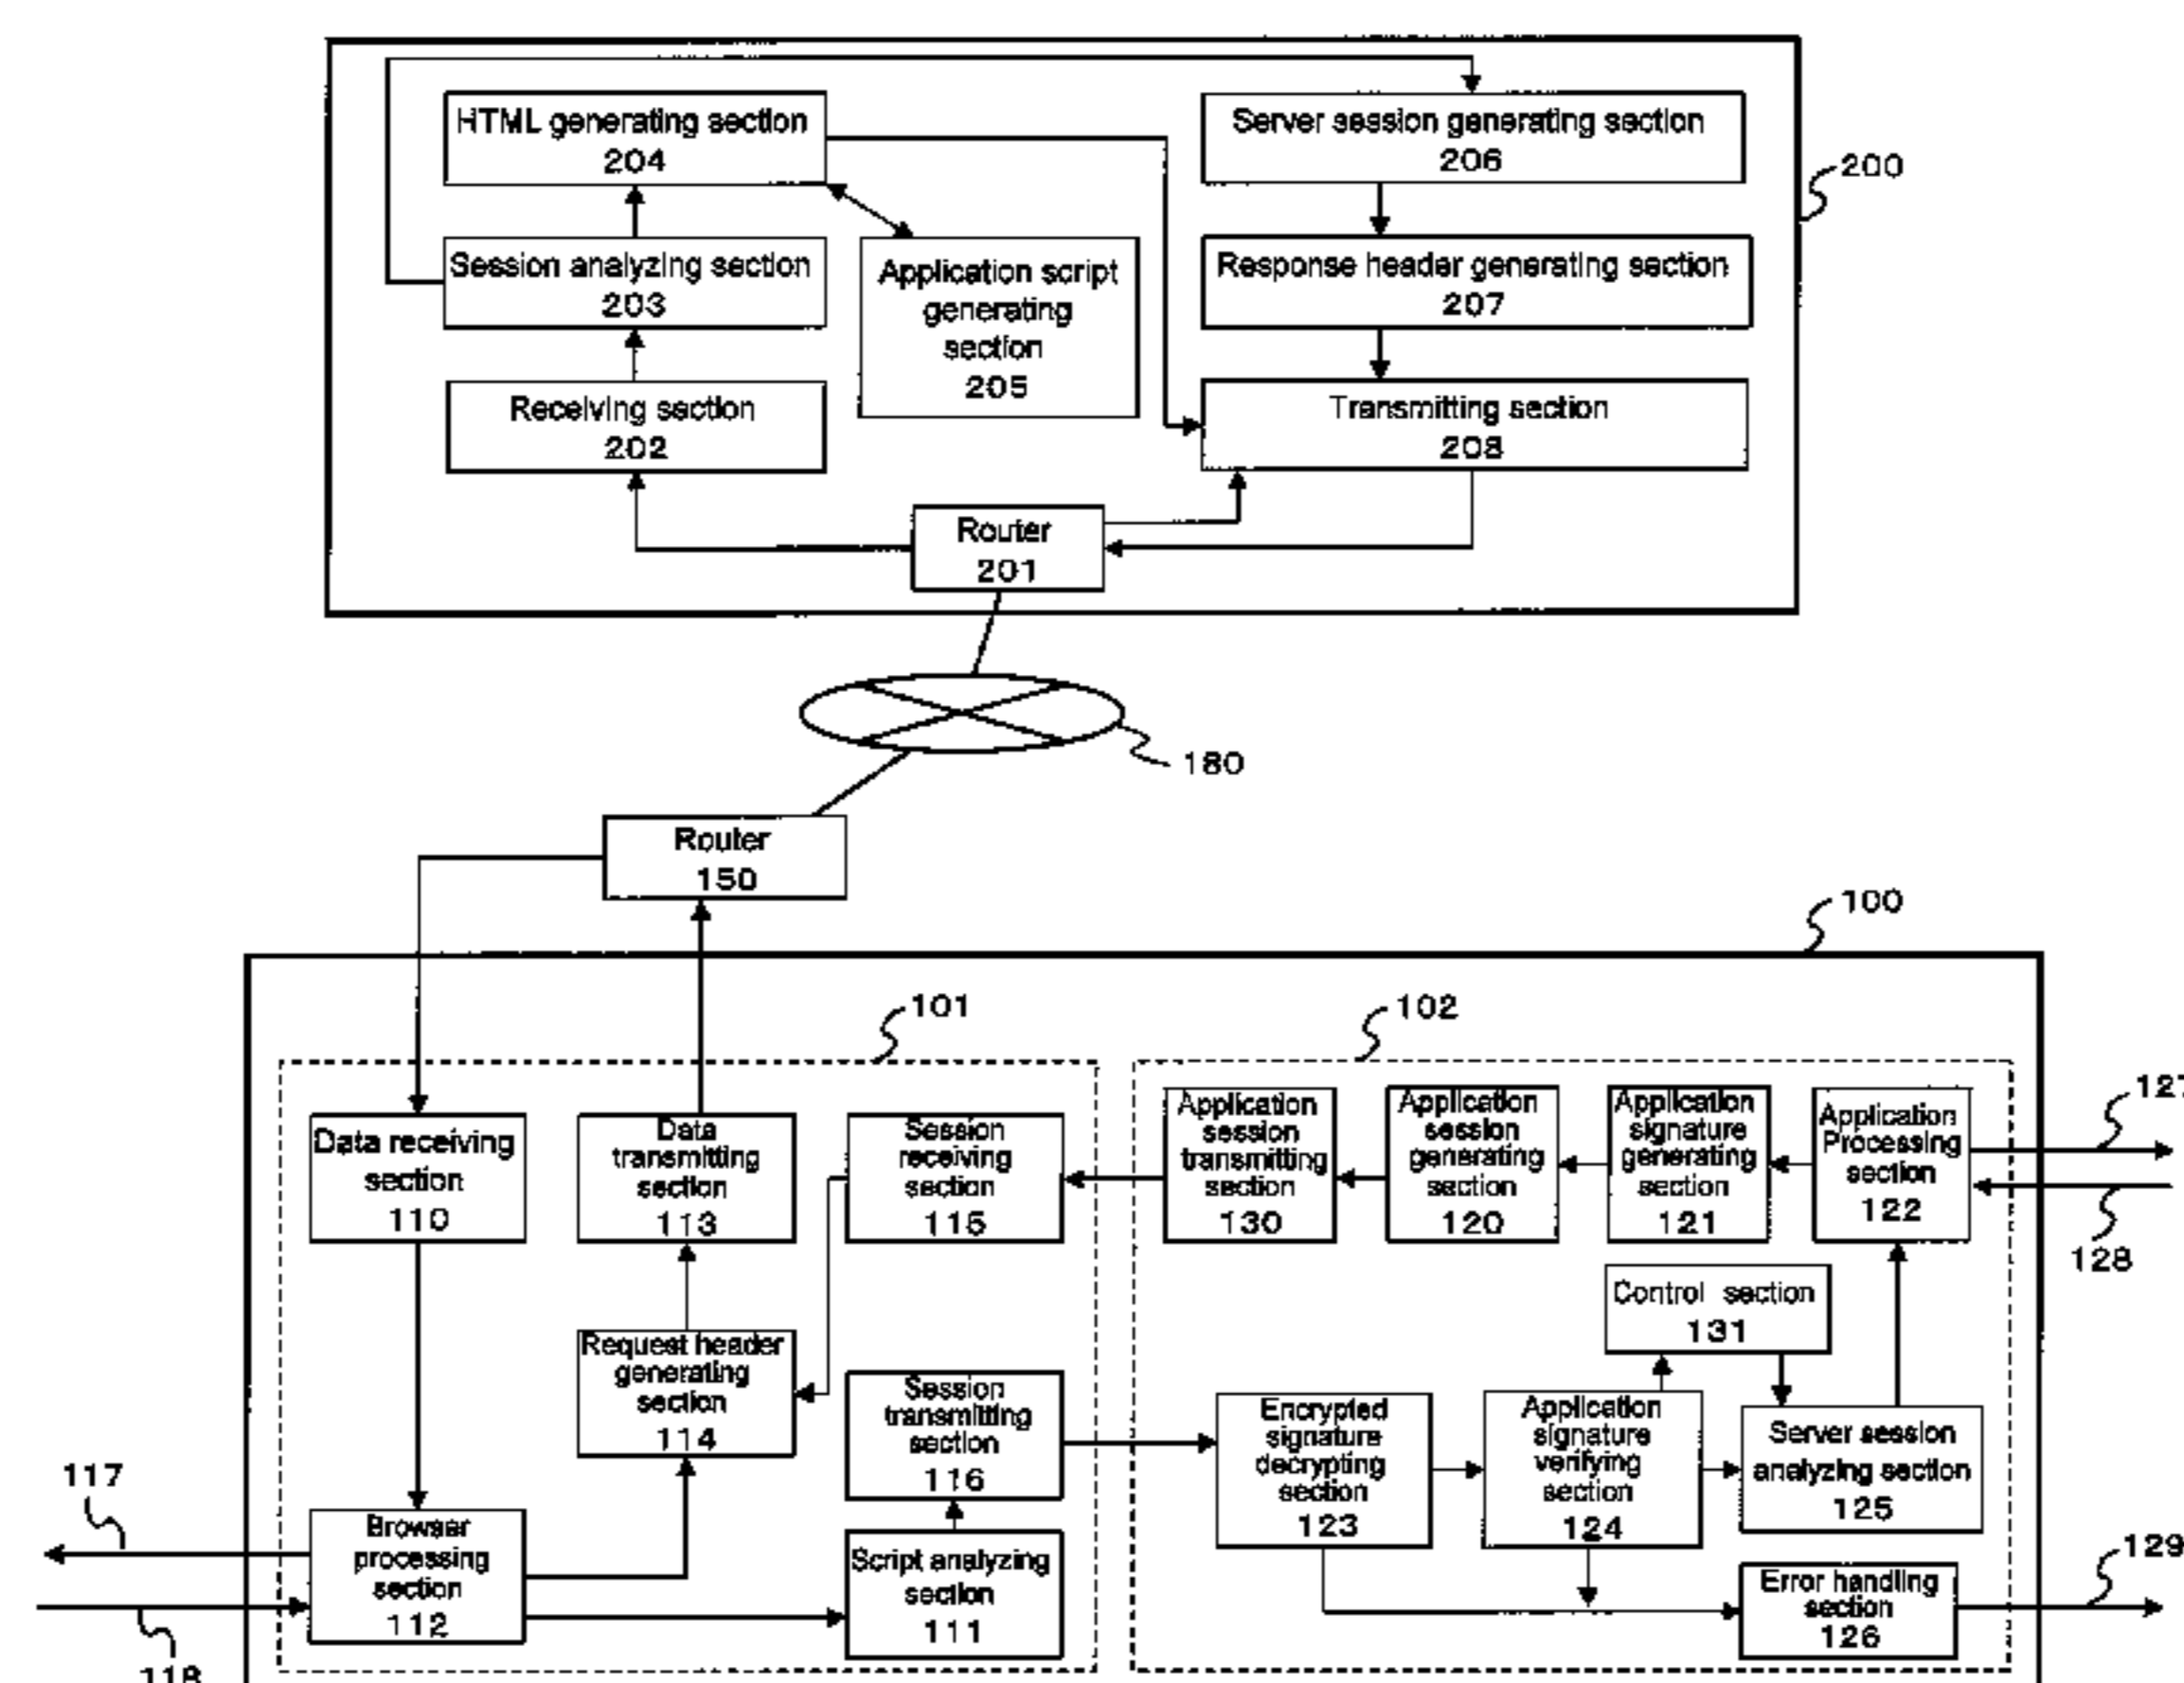 HTML generating section
204
Server session generating section
206
200
Session analyzing section
203
Application script
generating
section
205
Response header generating section
207
Receiving section
202
Transmitting section
208
Router
201
180
Router
150
100
101
102
Data receiving
section
110
Data
transmitting
section
113
Session
receiving
section
115
Application
session
transmitting
section
130
Application
session
generating
section
120
Application
signature
generating
section
121
Application
Processing
section
122
127
128
Control section
131
Request header
generating
section
114
Session
transmitting
section
116
Encrypted
signature
decrypting
section
123
Application
signature
verifying
section
124
Server session
analyzing section
125
117
Browser
processing
section
112
Script analyzing
section
111
Error handling
section
126
129
118